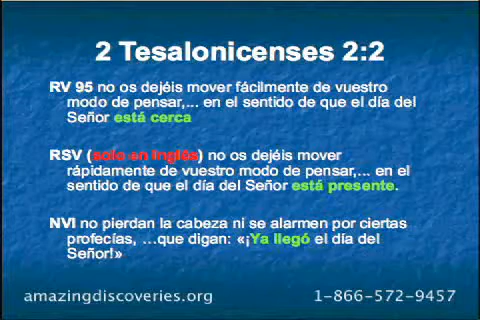 2 Tesalonicenses 2:2
RV 95 no os dejéis mover fácilmente de vuestro
modo de pensar,... en el sentido de que el día del
Señor está cerca
RSV (solo en Inglés) no os dejéis mover
rápidamente de vuestro modo de pensar,... en el
sentido de que el día del Señor está presente.
NVI no pierdan la cabeza ni se alarmen por ciertas
profecías, ...que digan: «¡Ya llegó el día del
Señor!»
amazingdiscoveries.org 1-866-572-9457